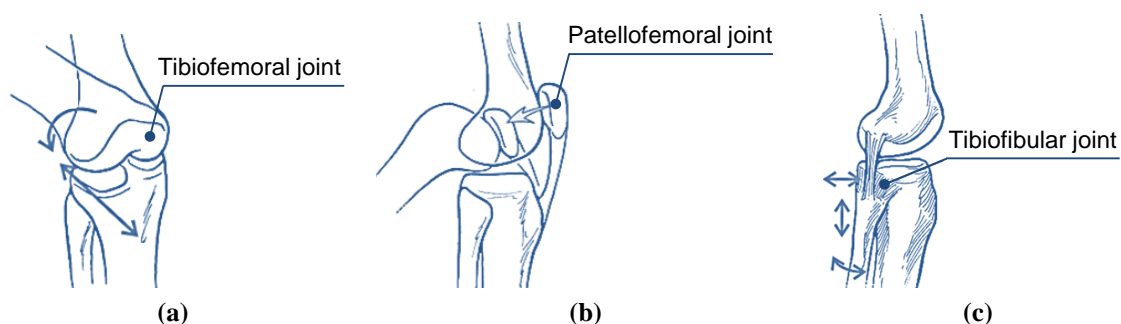 Tibiofemoral joint
Patellofemoral joint
Tibiofibular joint
(a)
(b)
(c)